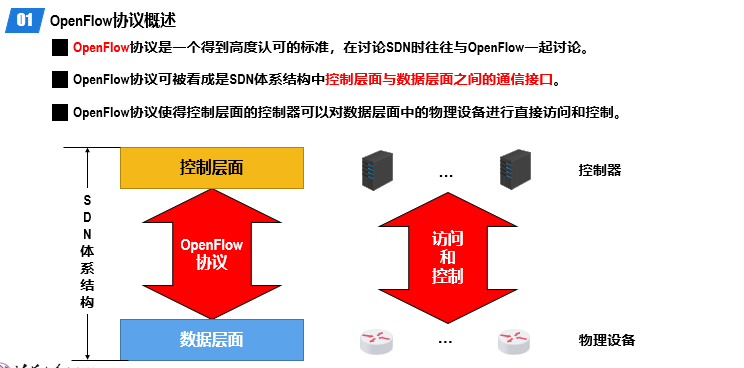 01 OpenFlow协议概述
OpenFlow协议是一个得到高度认可的标准，在讨论SDN时往往与OpenFlow一起讨论。
OpenFlow协议可被看成是SDN体系结构中控制层面与数据层面之间的通信接口。
OpenFlow协议使得控制层面的控制器可以对数据层面中的物理设备进行直接访问和控制。
SDN体系结构
控制层面
OpenFlow
协议
数据层面
...
控制器
访问
和
控制
...
物理设备